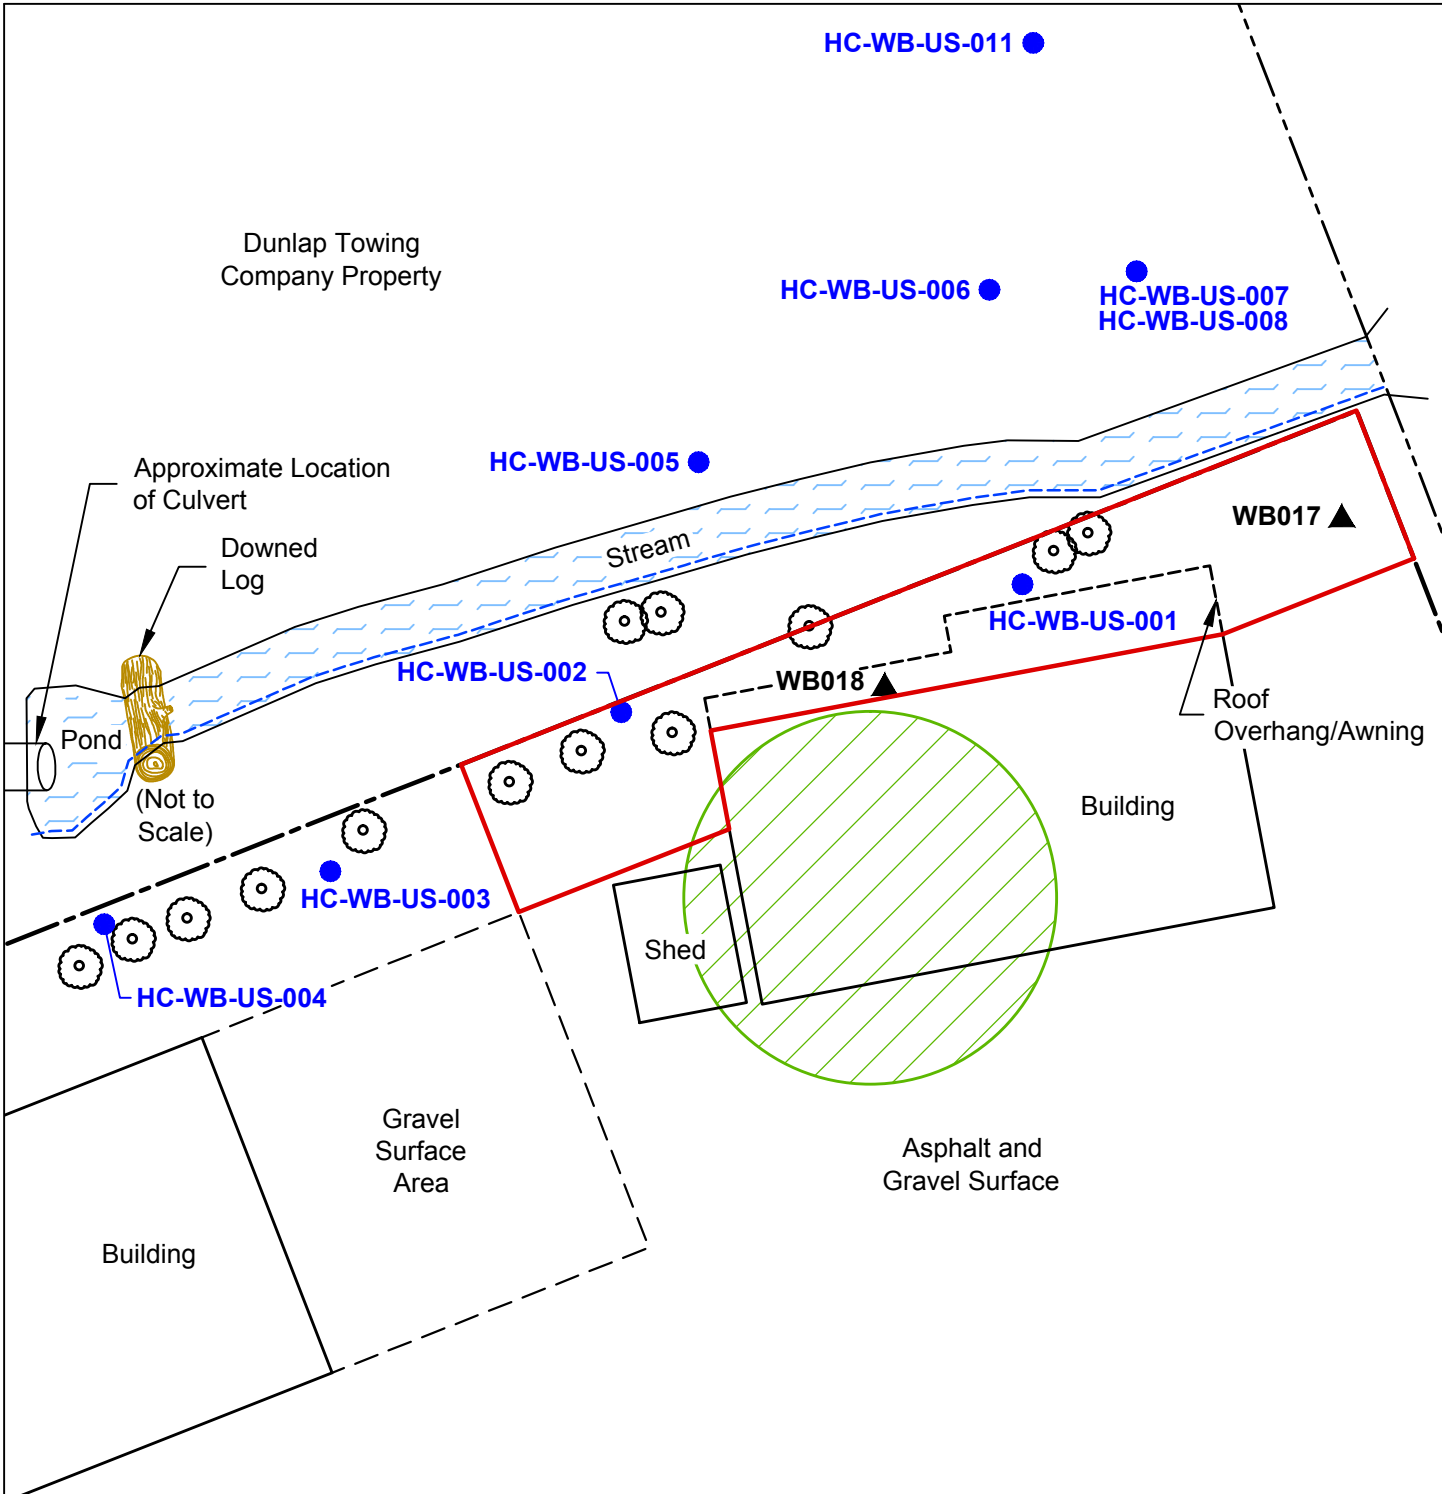 HC-WB-US-011
Dunlap Towing
Company Property
HC-WB-US-006
HC-WB-US-007
HC-WB-US-008
HC-WB-US-005
Approximate Location
of Culvert
Downed
Log
Stream
WB017
HC-WB-US-001
HC-WB-US-002
WB018
Roof
Overhang/Awning
Pond
(Not to
Scale)
Building
HC-WB-US-003
Shed
HC-WB-US-004
Gravel
Surface
Area
Asphalt and
Gravel Surface
Building